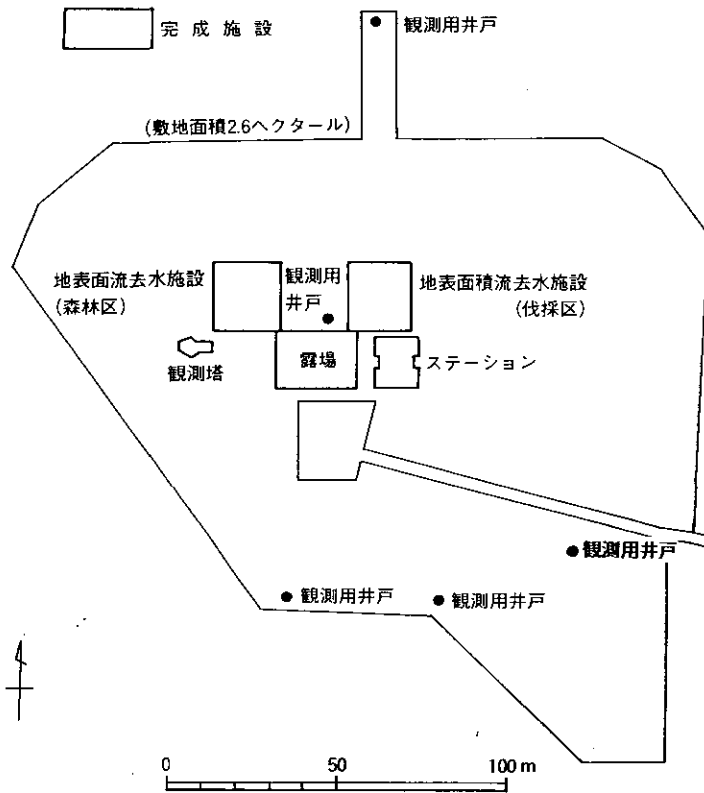 完成施設
観測用井戸
(敷地面積2.6ヘクタール)
地表面流去水施設
(森林区)
観測用
井戸
地表面積流去水施設
(伐採区)
観測塔
露場
ステーション
観測用井戸
観測用井戸
観測用井戸
0 50 100 m